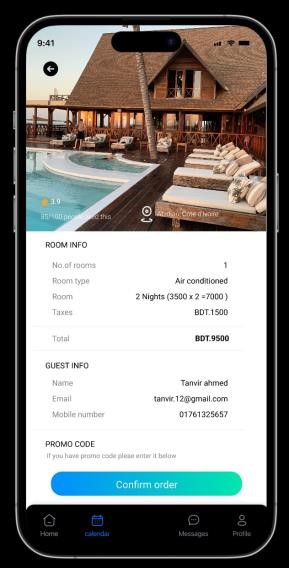 9:41
3.9
85/100 people liked this
Abidjan, Cote d'Ivoire
ROOM INFO
No.of rooms 1
Room type Air conditioned
Room 2 Nights (3500 x 2 =7000 )
Taxes BDT.1500
Total BDT.9500
GUEST INFO
Name Tanvir ahmed
Email tanvir.12@gmail.com
Mobile number 01761325657
PROMO CODE
If you have promo code pleae enter it below
Confirm order
Home calendar Messages Profile